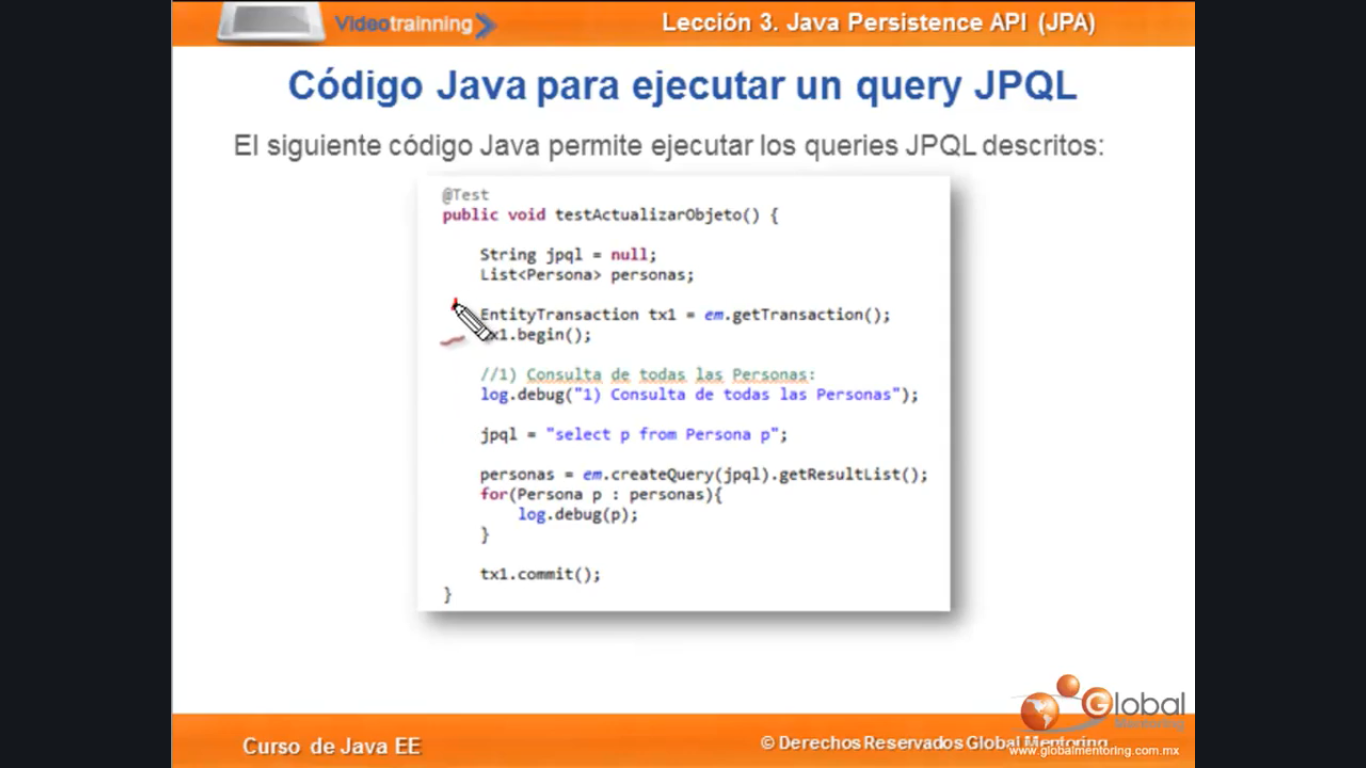 Videotrainning
Lección 3. Java Persistence API (JPA)
Código Java para ejecutar un query JPQL
El siguiente código Java permite ejecutar los queries JPQL descritos:
@Test
public void testActualizarObjeto() {
String jpql = null;
List<Persona> personas;
EntityTransaction tx1 = em.getTransaction();
tx1.begin();
//1) Consulta de todas las Personas:
log.debug("1) Consulta de todas las Personas");
jpql = "select p from Persona p";
personas = em.createQuery(jpql).getResultList();
for(Persona p : personas){
log.debug(p);
}
tx1.commit();
}
Global
Mentoring
Curso de Java EE
© Derechos Reservados Global Mentoring
www.globalmentoring.com.mx